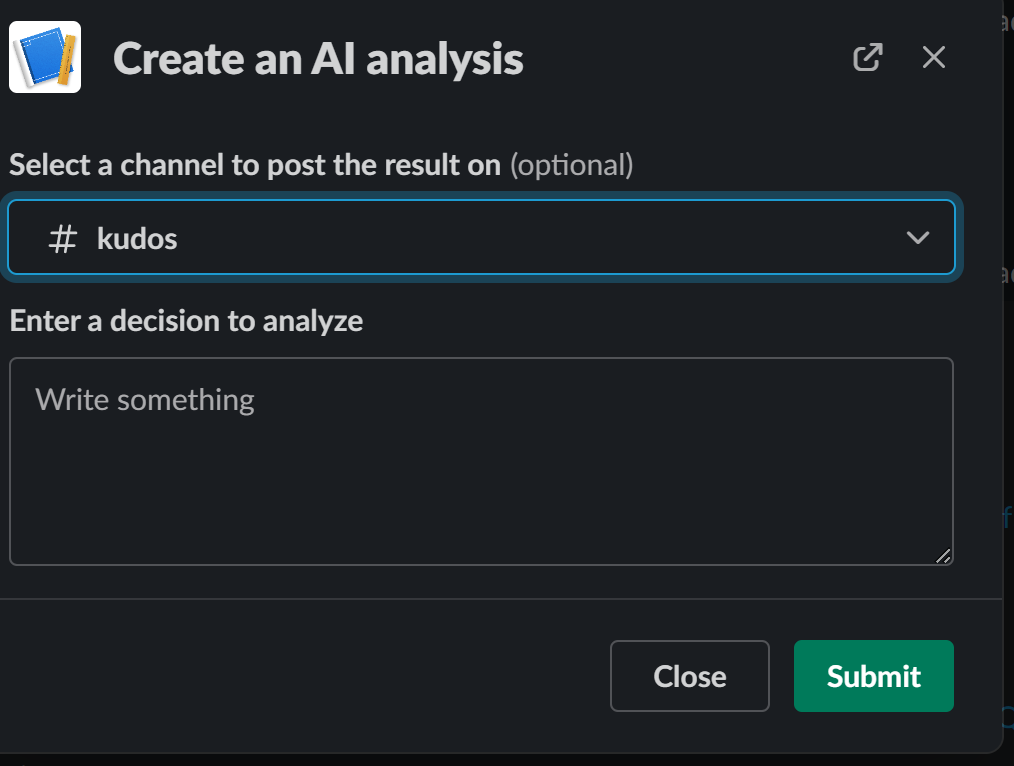 Create an AI analysis
Select a channel to post the result on (optional)
# kudos
Enter a decision to analyze
Write something
Close
Submit